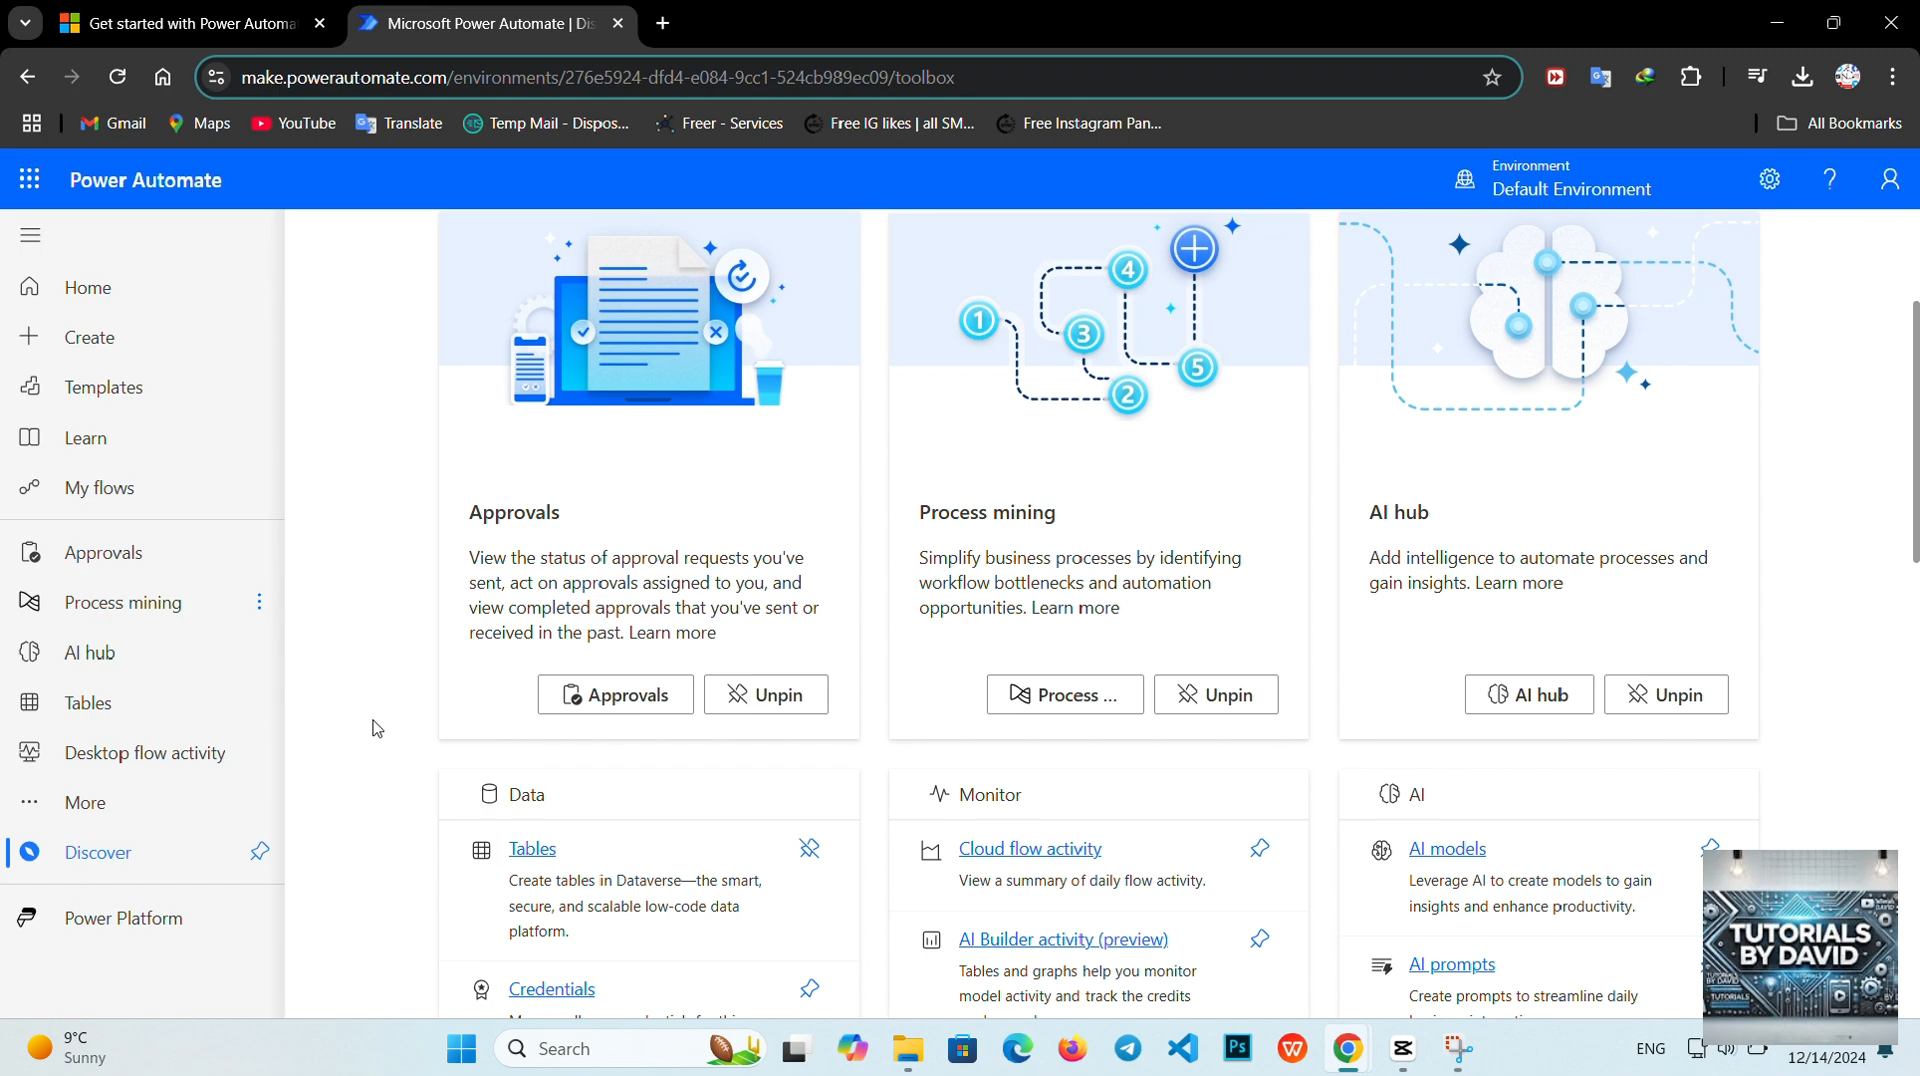 Get started with Power Automa
Microsoft Power Automate | Dis
make.powerautomate.com/environments/276e5924-dfd4-e084-9cc1-524cb989ec09/toolbox
Gmail
Maps
YouTube
Translate
Temp Mail - Dispos...
Freer - Services
Free IG likes | all SM...
Free Instagram Pan...
All Bookmarks
Power Automate
Environment
Default Environment
Home
Create
Templates
Learn
My flows
Approvals
Process mining
AI hub
Tables
Desktop flow activity
More
Discover
Power Platform
1
2
3
4
5
Approvals
View the status of approval requests you've
sent, act on approvals assigned to you, and
view completed approvals that you've sent or
received in the past. Learn more
Approvals
Unpin
Process mining
Simplify business processes by identifying
workflow bottlenecks and automation
opportunities. Learn more
Process ...
Unpin
AI hub
Add intelligence to automate processes and
gain insights. Learn more
AI hub
Unpin
Data
Tables
Create tables in Dataverse—the smart,
secure, and scalable low-code data
platform.
Credentials
Monitor
Cloud flow activity
View a summary of daily flow activity.
AI Builder activity (preview)
Tables and graphs help you monitor
model activity and track the credits
AI
AI models
Leverage AI to create models to gain
insights and enhance productivity.
AI prompts
Create prompts to streamline daily
TUTORIALS
BY DAVID
9°C
Sunny
Search
Ps
ENG
12/14/2024